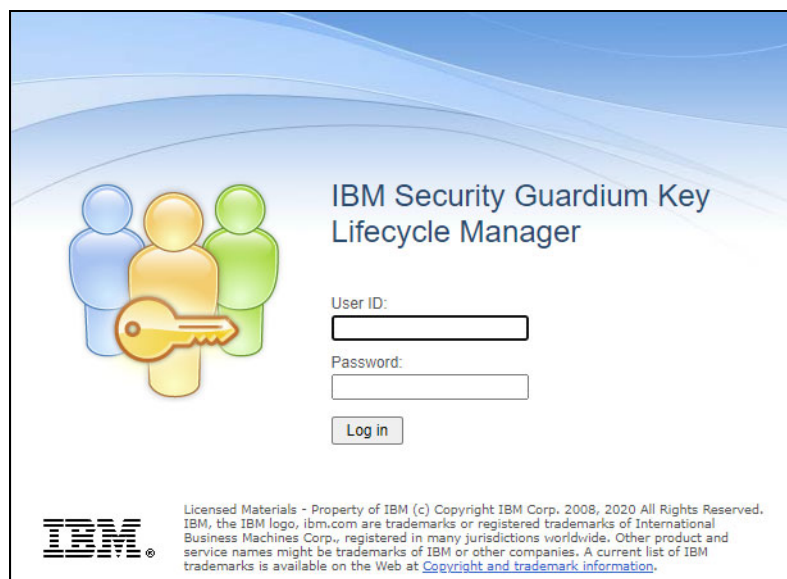 IBM Security Guardium Key
Lifecycle Manager
User ID:
Password:
Log in
IBM®
Licensed Materials - Property of IBM (c) Copyright IBM Corp. 2008, 2020 All Rights Reserved.
IBM, the IBM logo, ibm.com are trademarks or registered trademarks of International
Business Machines Corp., registered in many jurisdictions worldwide. Other product and
service names might be trademarks of IBM or other companies. A current list of IBM
trademarks is available on the Web at Copyright and trademark information.